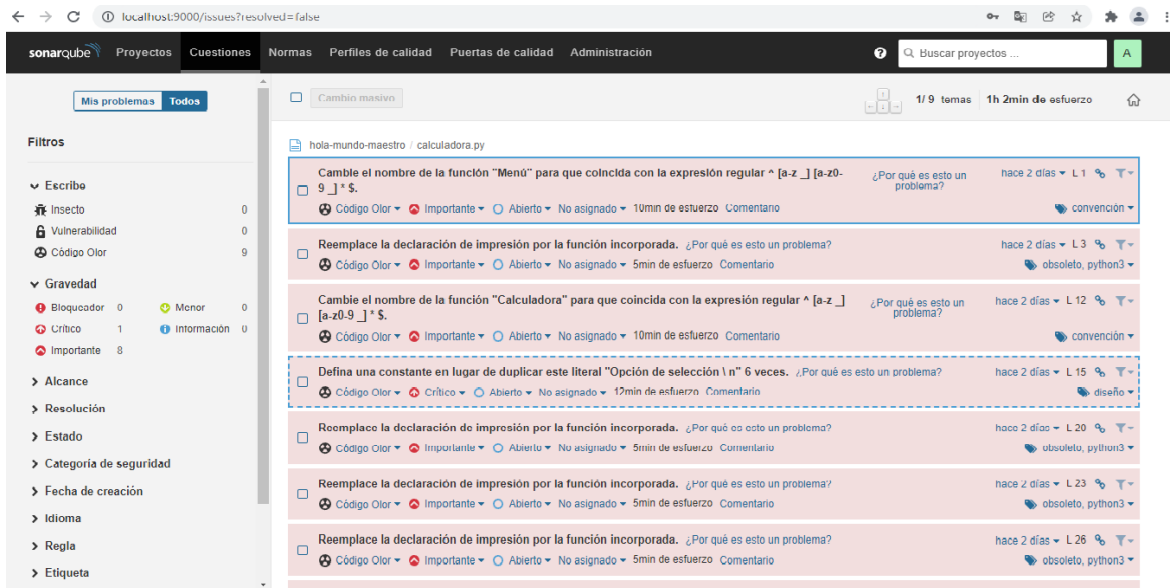 localhost:9000/issues?resolved=false
sonarqube Proyectos Cuestiones Normas Perfiles de calidad Puertas de calidad Administración ? Buscar proyectos ... A
Mis problemas Todos
Cambio masivo
1/ 9 temas 1h 2min de esfuerzo
Filtros
Escribe
Insecto 0
Vulnerabilidad 0
Código Olor 9
Gravedad
Bloqueador 0 Menor 0
Crítico 1 Información 0
Importante 8
Alcance
Resolución
Estado
Categoría de seguridad
Fecha de creación
Idioma
Regla
Etiqueta
hola-mundo-maestro / calculadora.py
Cambie el nombre de la función "Menú" para que coincida con la expresión regular ^ [a-z _] [a-z0-
9 _] * $.
¿Por qué es esto un
problema?
hace 2 días L 1
Código Olor Importante Abierto No asignado 10min de esfuerzo Comentario convención
Reemplace la declaración de impresión por la función incorporada. ¿Por qué es esto un problema? hace 2 días L 3
Código Olor Importante Abierto No asignado 5min de esfuerzo Comentario obsoleto, python3
Cambie el nombre de la función "Calculadora" para que coincida con la expresión regular ^ [a-z _]
[a-z0-9 _] * $.
¿Por qué es esto un
problema?
hace 2 días L 12
Código Olor Importante Abierto No asignado 10min de esfuerzo Comentario convención
Defina una constante en lugar de duplicar este literal "Opción de selección \ n" 6 veces. ¿Por qué es esto un problema? hace 2 días L 15
Código Olor Crítico Abierto No asignado 12min de esfuerzo Comentario diseño
Reemplace la declaración de impresión por la función incorporada. ¿Por qué es esto un problema? hace 2 días L 20
Código Olor Importante Abierto No asignado 5min de esfuerzo Comentario obsoleto, python3
Reemplace la declaración de impresión por la función incorporada. ¿Por qué es esto un problema? hace 2 días L 23
Código Olor Importante Abierto No asignado 5min de esfuerzo Comentario obsoleto, python3
Reemplace la declaración de impresión por la función incorporada. ¿Por qué es esto un problema? hace 2 días L 26
Código Olor Importante Abierto No asignado 5min de esfuerzo Comentario obsoleto, python3